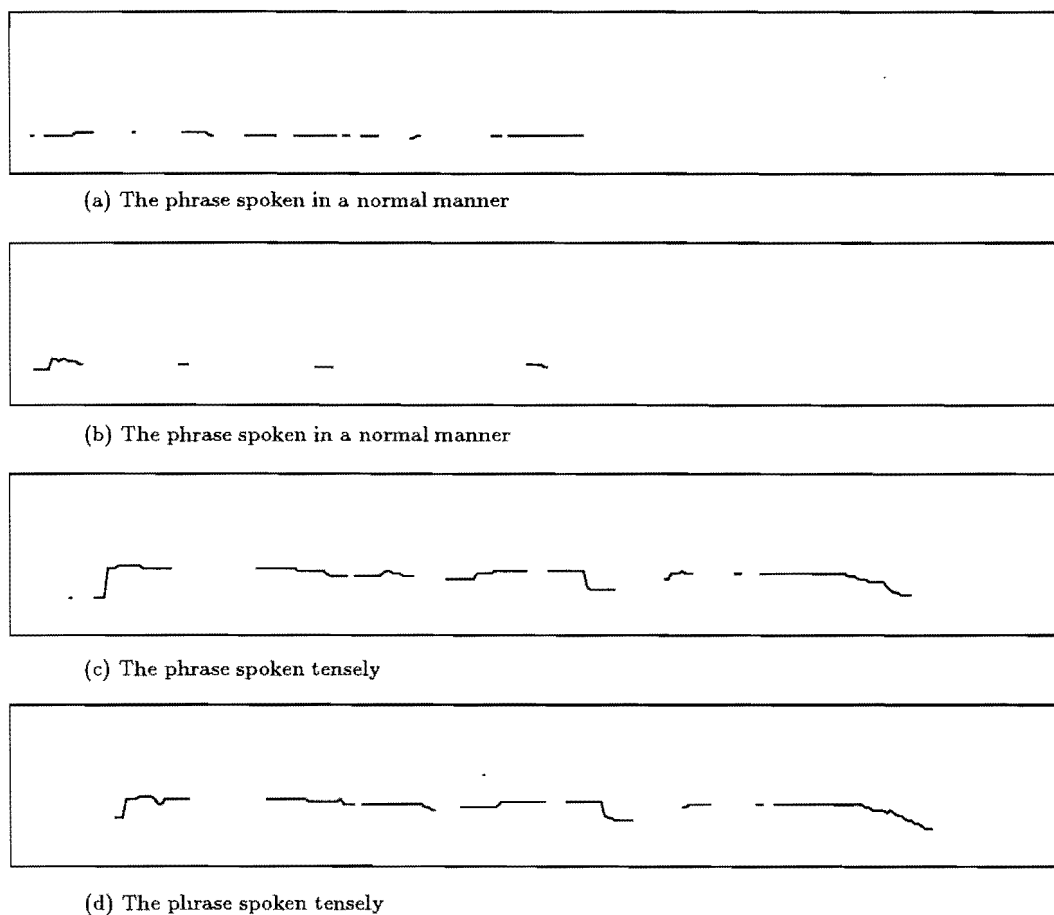 (a) The phrase spoken in a normal manner
(b) The phrase spoken in a normal manner
(c) The phrase spoken tensely
(d) The phrase spoken tensely